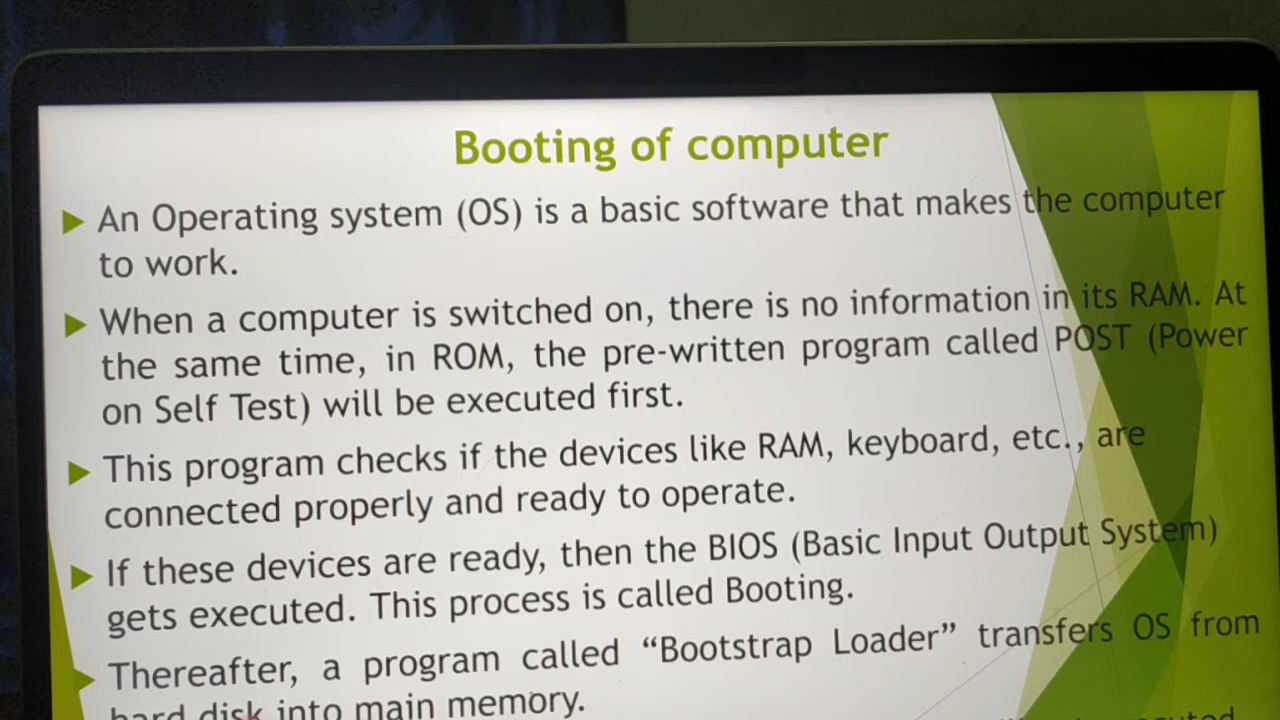 Booting of computer
An Operating system (OS) is a basic software that makes the computer
to work.
When a computer is switched on, there is no information in its RAM. At
the same time, in ROM, the pre-written program called POST (Power
on Self Test) will be executed first.
This program checks if the devices like RAM, keyboard, etc., are
connected properly and ready to operate.
If these devices are ready, then the BIOS (Basic Input Output System)
gets executed. This process is called Booting.
Thereafter, a program called “Bootstrap Loader” transfers OS from
hard disk into main memory.